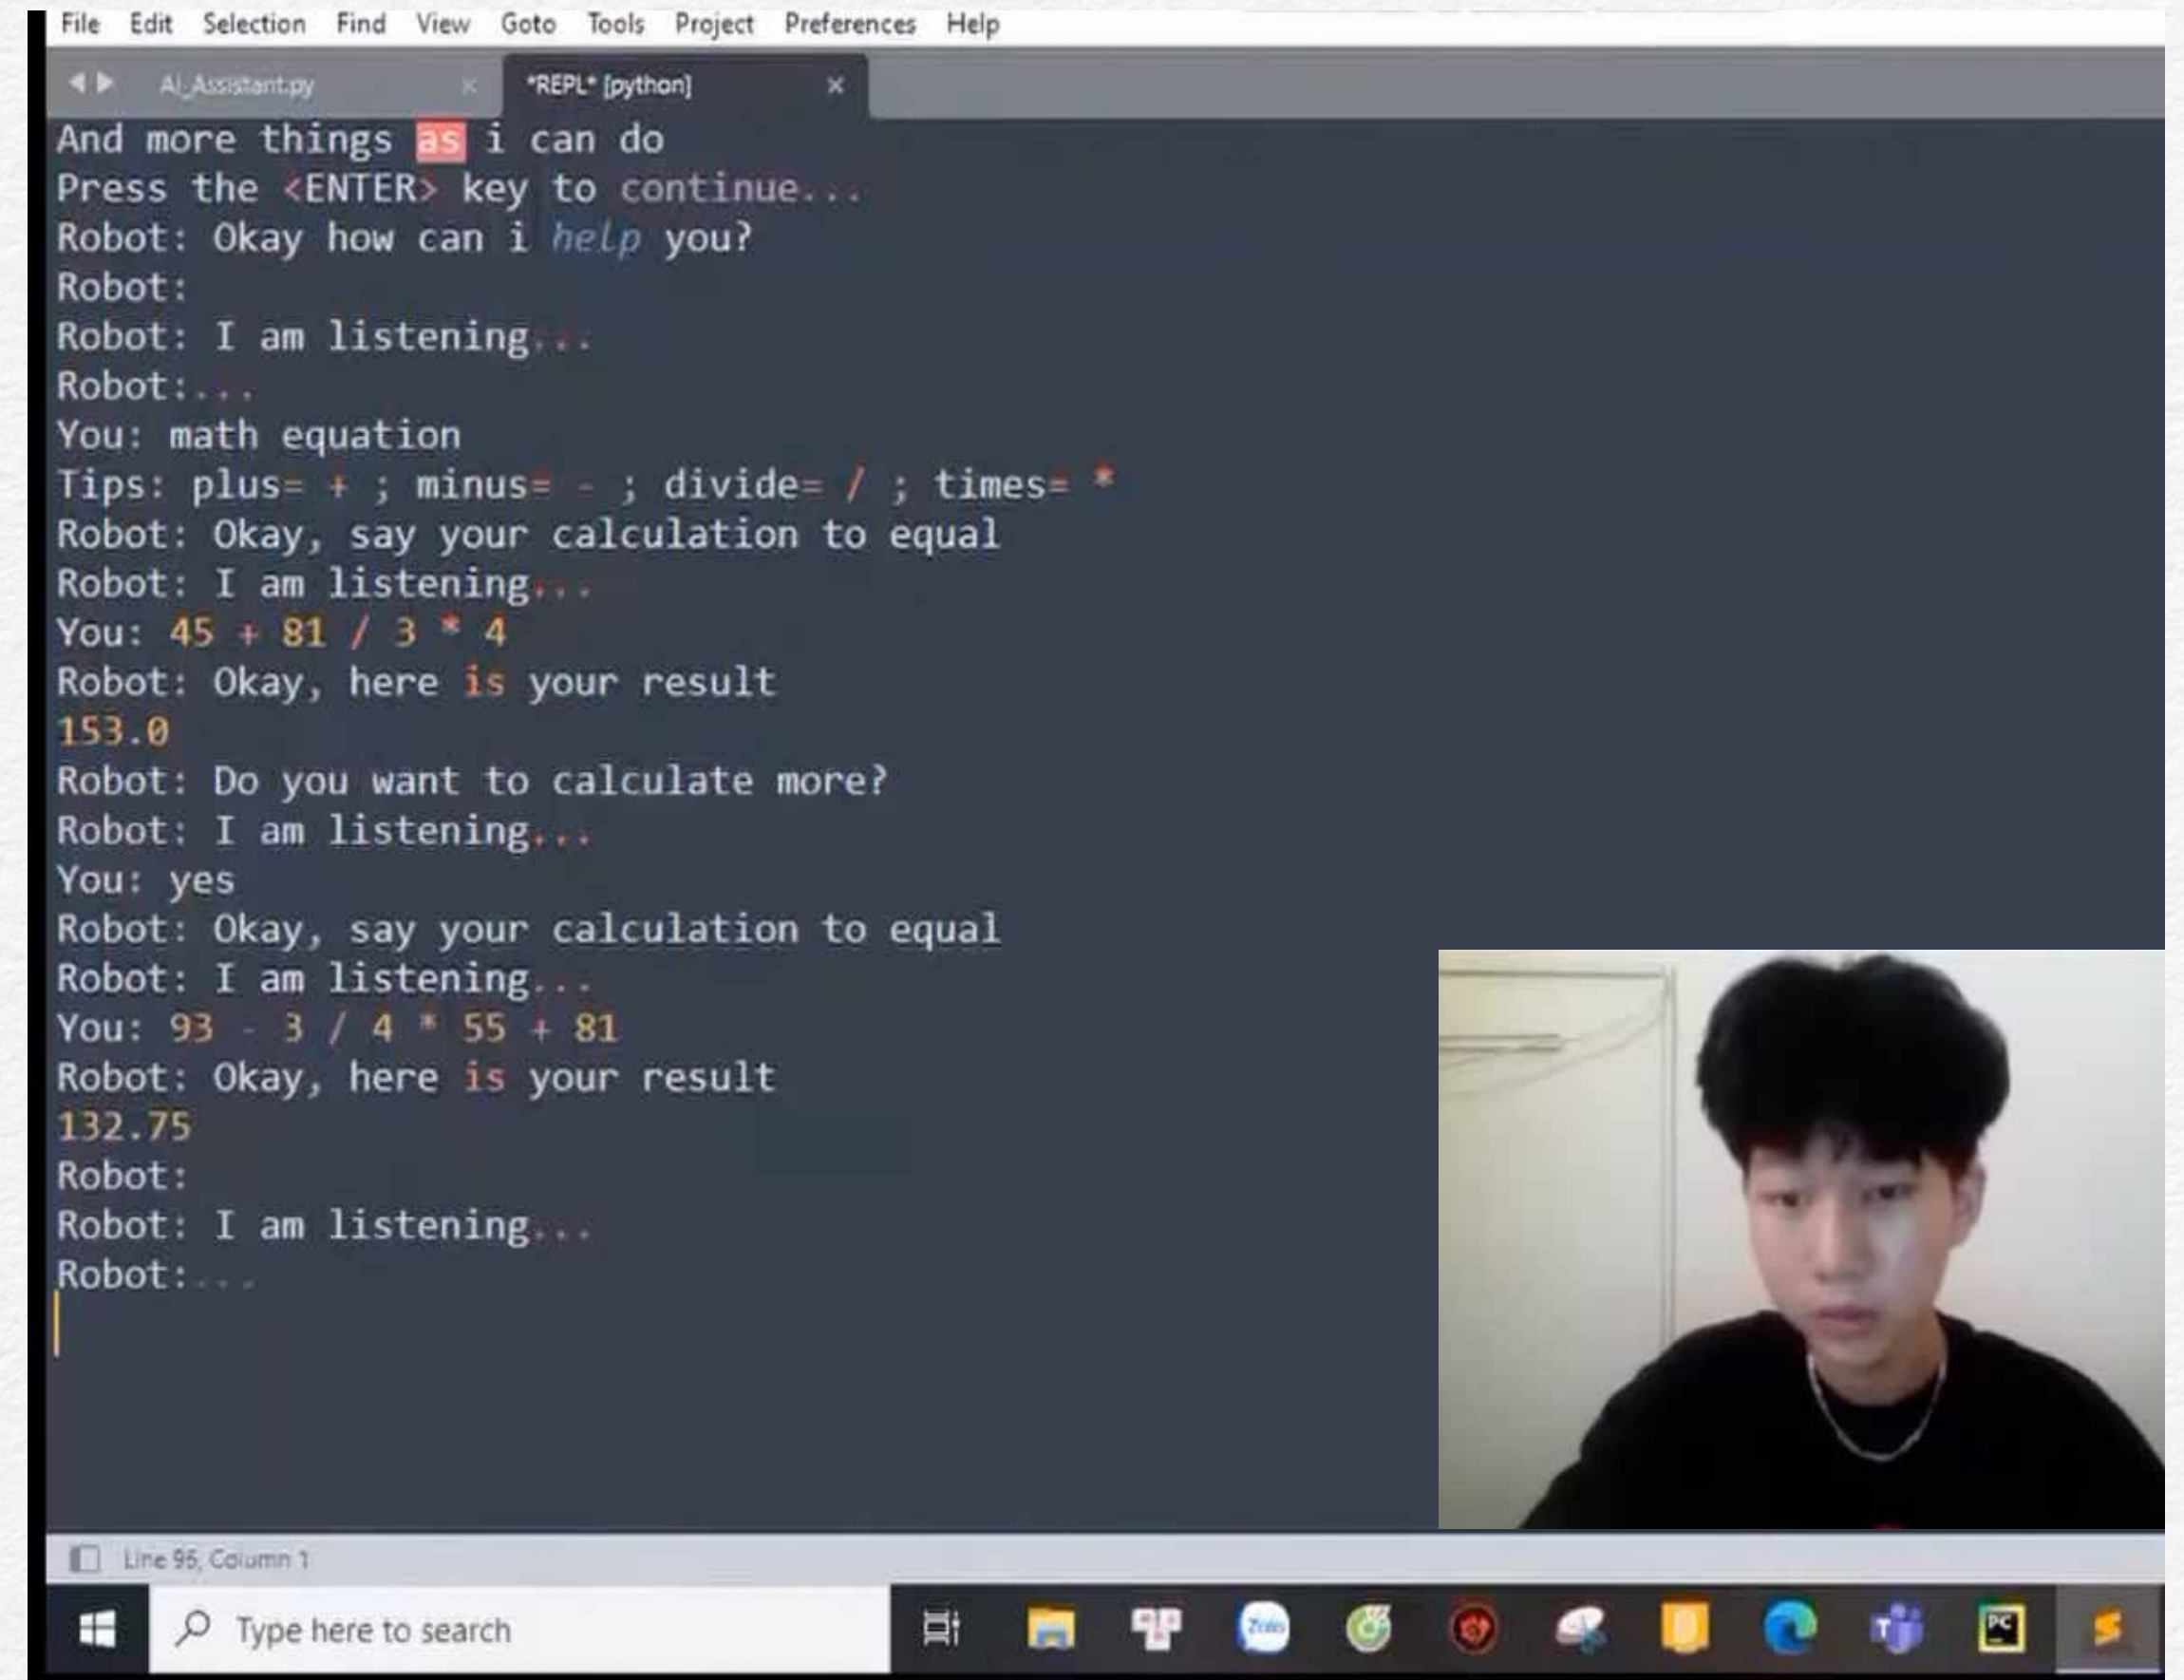 File Edit Selection Find View Goto Tools Project Preferences Help
AI_Assistant.py × *REPL* [python] ×
And more things as i can do
Press the <ENTER> key to continue...
Robot: Okay how can i help you?
Robot:
Robot: I am listening...
Robot:...
You: math equation
Tips: plus= + ; minus= - ; divide= / ; times= *
Robot: Okay, say your calculation to equal
Robot: I am listening...
You: 45 + 81 / 3 * 4
Robot: Okay, here is your result
153.0
Robot: Do you want to calculate more?
Robot: I am listening...
You: yes
Robot: Okay, say your calculation to equal
Robot: I am listening...
You: 93 - 3 / 4 * 55 + 81
Robot: Okay, here is your result
132.75
Robot:
Robot: I am listening...
Robot:...
Line 95, Column 1
Type here to search
Zalo
T
PC